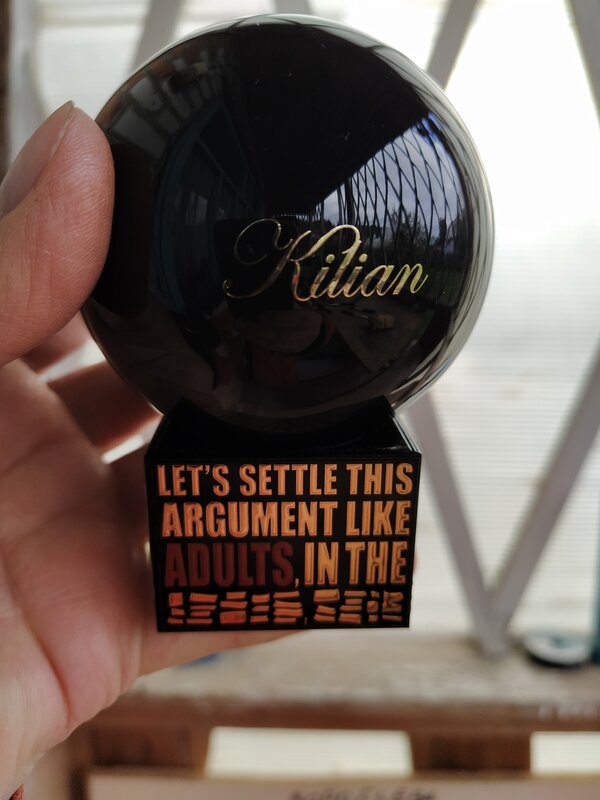 Kilian
LET'S SETTLE THIS
ARGUMENT LIKE
ADULTS, IN THE